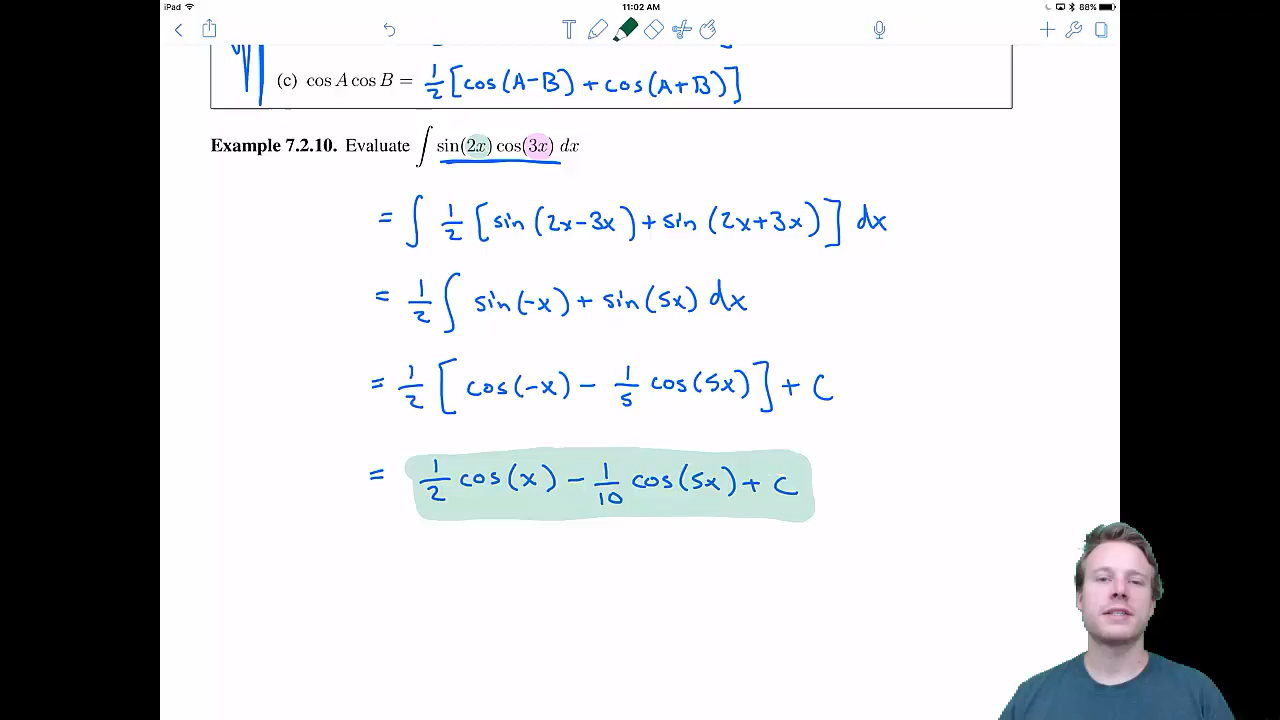 iPad 11:02 AM 88%
T
(c) cos A cos B = 1/2 [cos(A-B) + cos(A+B)]
Example 7.2.10. Evaluate ∫ sin(2x) cos(3x) dx
= ∫ 1/2 [sin (2x-3x) + sin (2x+3x)] dx
= 1/2 ∫ sin(-x) + sin(5x) dx
= 1/2 [cos(-x) - 1/5 cos(5x)] + C
= 1/2 cos(x) - 1/10 cos(5x) + C